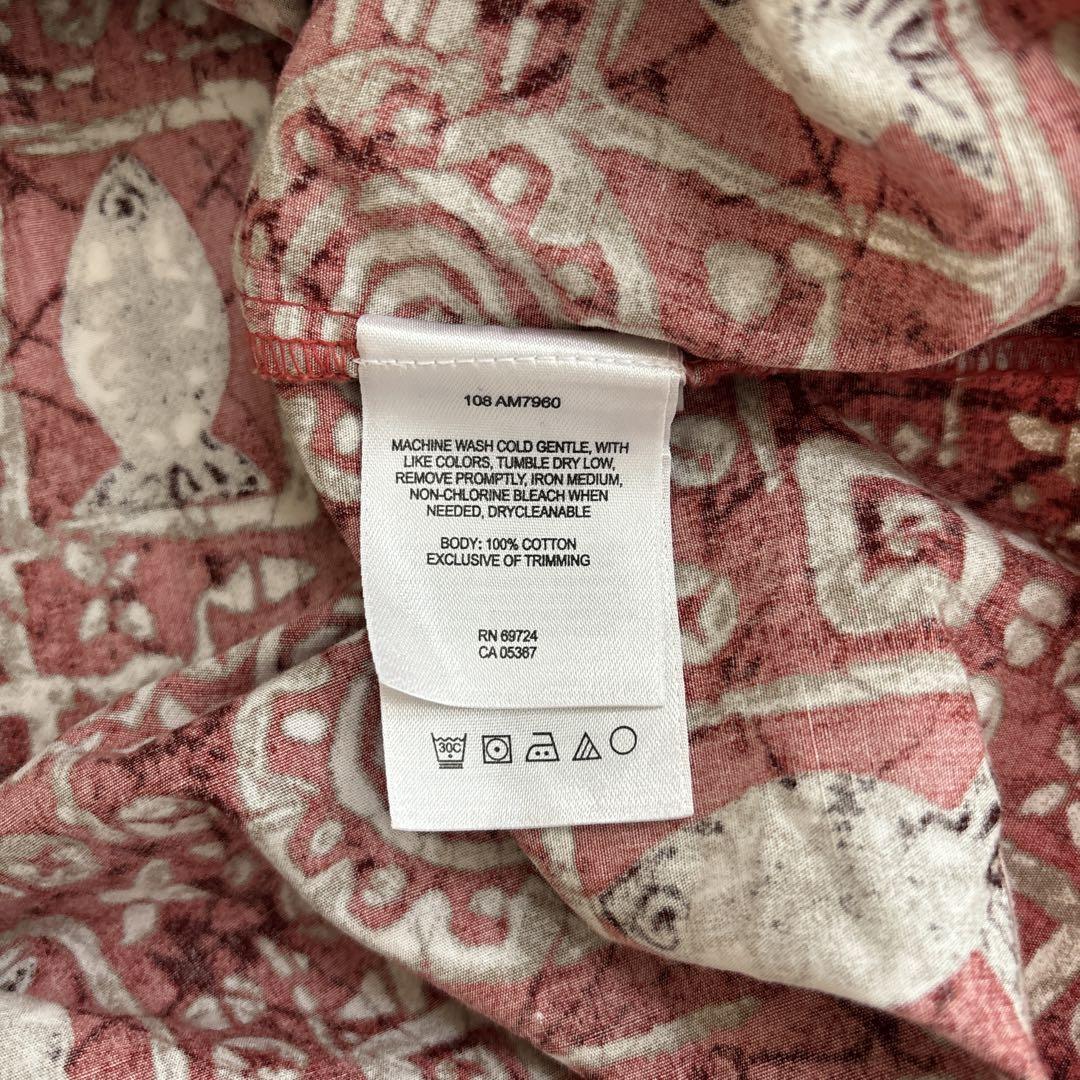 108 AM7960
MACHINE WASH COLD GENTLE, WITH
LIKE COLORS, TUMBLE DRY LOW,
REMOVE PROMPTLY, IRON MEDIUM,
NON-CHLORINE BLEACH WHEN
NEEDED, DRYCLEANABLE
BODY: 100% COTTON
EXCLUSIVE OF TRIMMING
RN 69724
CA 05367
30C